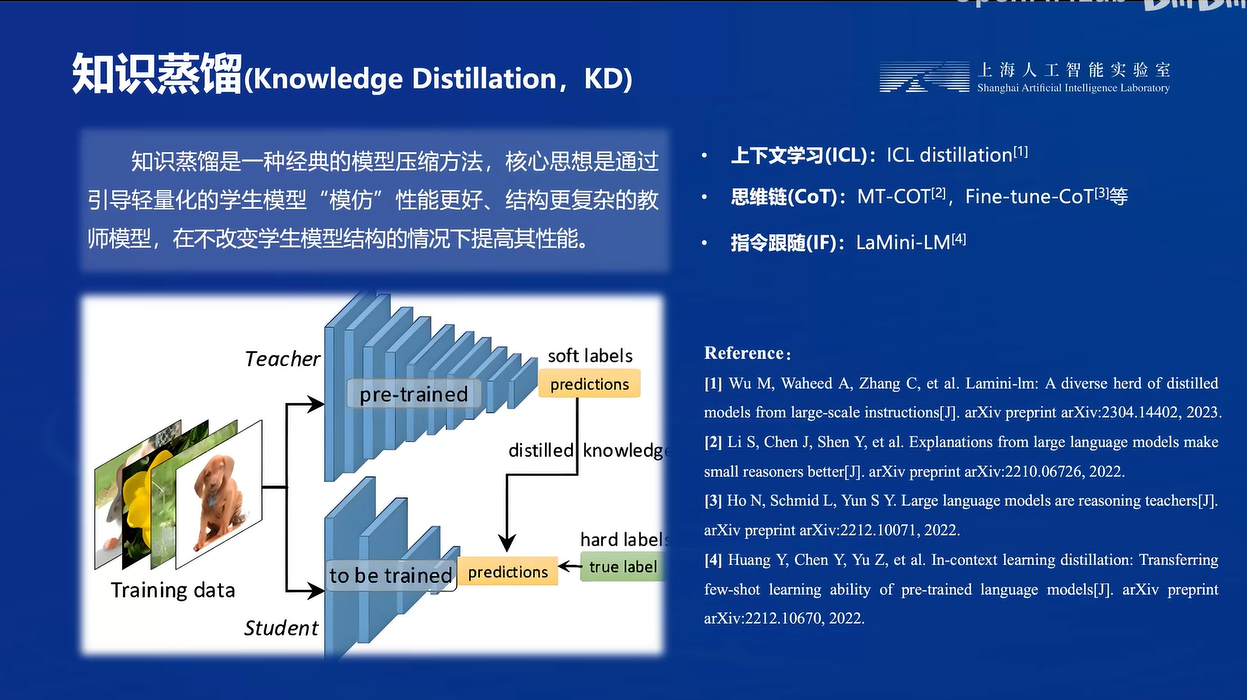 知识蒸馏(Knowledge Distillation，KD)
上海人工智能实验室
Shanghai Artificial Intelligence Laboratory
知识蒸馏是一种经典的模型压缩方法，核心思想是通过
引导轻量化的学生模型“模仿”性能更好、结构更复杂的教
师模型，在不改变学生模型结构的情况下提高其性能。
• 上下文学习(ICL)：ICL distillation[1]
• 思维链(CoT)：MT-COT[2]，Fine-tune-CoT[3]等
• 指令跟随(IF)：LaMini-LM[4]
Teacher
pre-trained
soft labels
predictions
distilled knowledge
hard labels
to be trained
predictions
true label
Training data
Student
Reference：
[1] Wu M, Waheed A, Zhang C, et al. Lamini-lm: A diverse herd of distilled
models from large-scale instructions[J]. arXiv preprint arXiv:2304.14402, 2023.
[2] Li S, Chen J, Shen Y, et al. Explanations from large language models make
small reasoners better[J]. arXiv preprint arXiv:2210.06726, 2022.
[3] Ho N, Schmid L, Yun S Y. Large language models are reasoning teachers[J].
arXiv preprint arXiv:2212.10071, 2022.
[4] Huang Y, Chen Y, Yu Z, et al. In-context learning distillation: Transferring
few-shot learning ability of pre-trained language models[J]. arXiv preprint
arXiv:2212.10670, 2022.